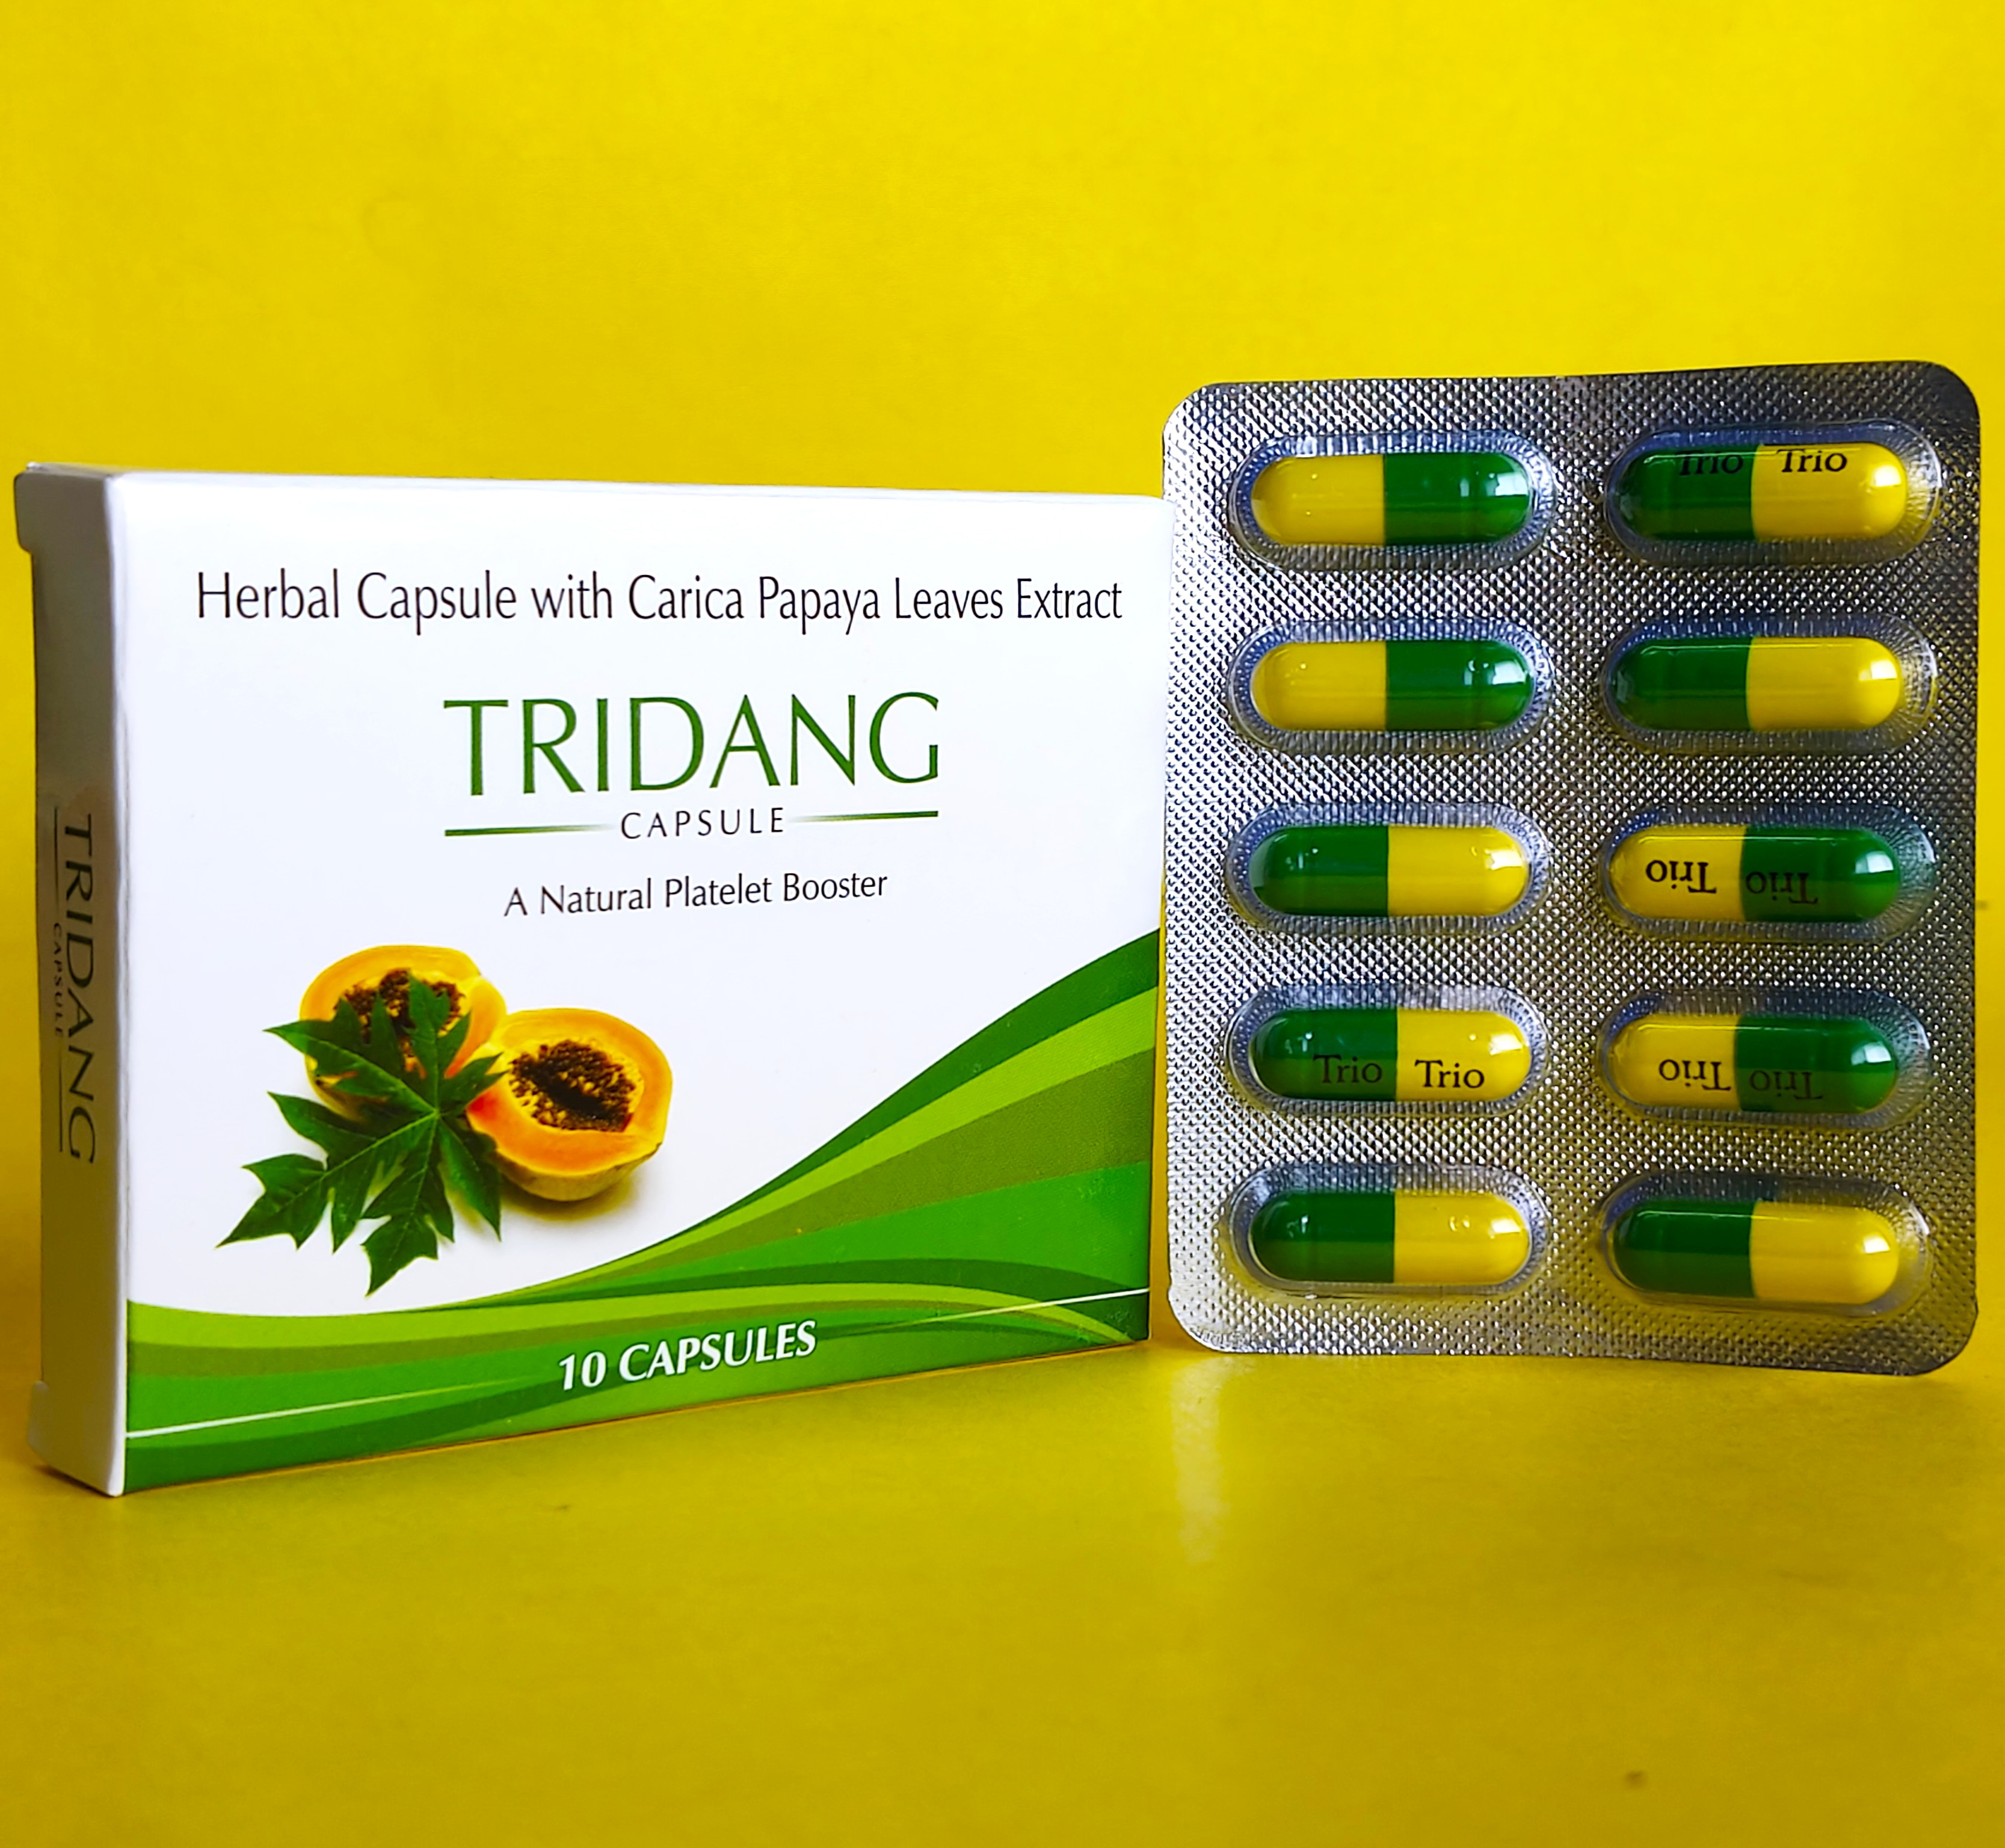 Herbal Capsule with Carica Papaya Leaves Extract
TRIDANG
CAPSULE
A Natural Platelet Booster
10 CAPSULES
TRIDANG
CAPSULE
Trio Trio
Trio Trio
Trio Trio
Trio Trio